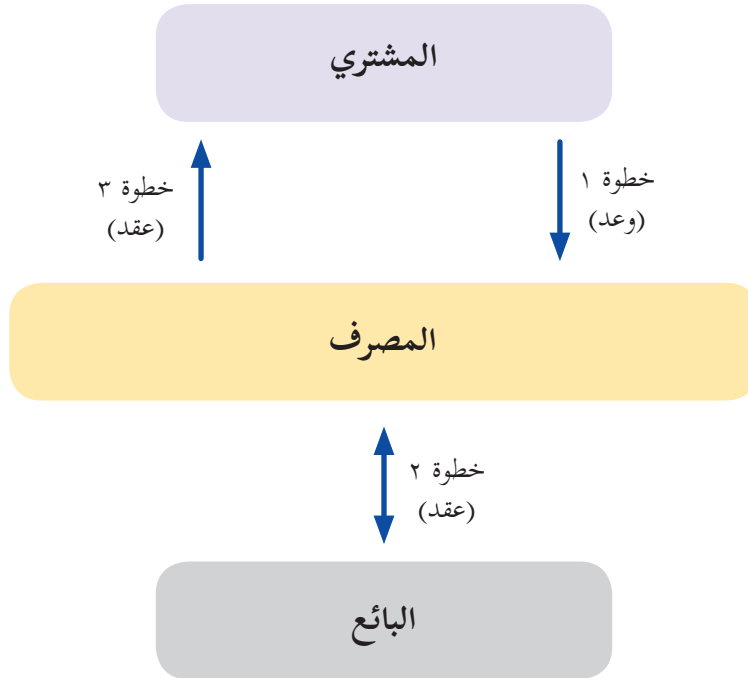 المشتري
خطوة ١
(وعد)
خطوة ٣
(عقد)
المصرف
خطوة ٢
(عقد)
البائع